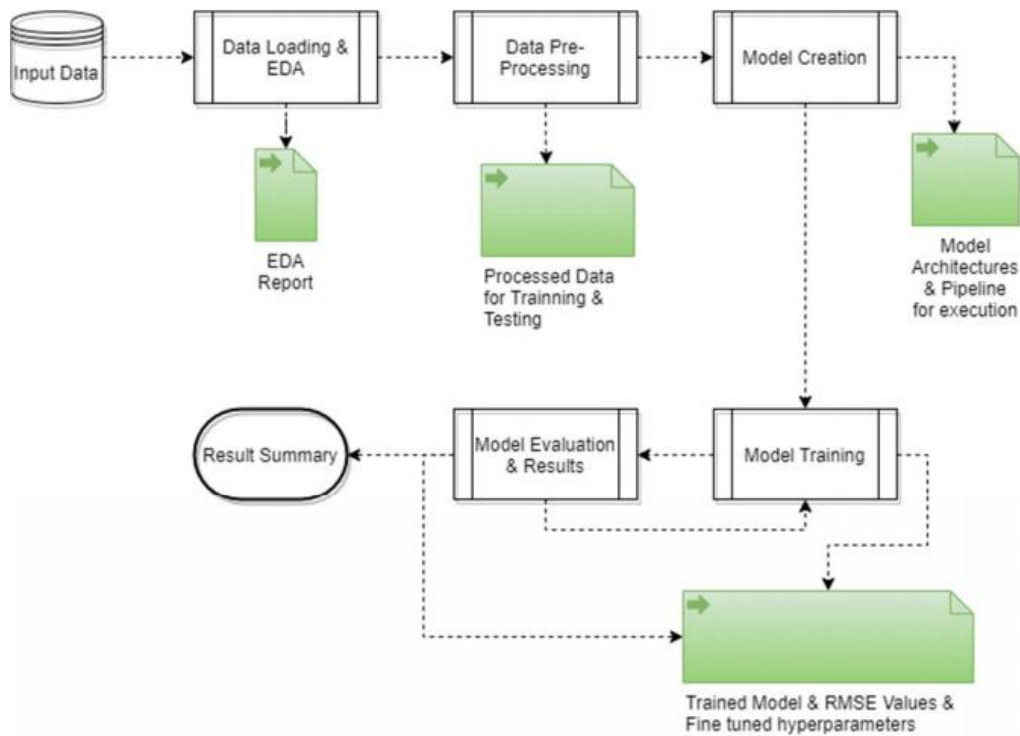 Input Data
Data Loading &
EDA
Data Pre-
Processing
Model Creation
EDA
Report
Processed Data
for Trainning &
Testing
Model
Architectures
& Pipeline
for execution
Result Summary
Model Evaluation
& Results
Model Training
Trained Model & RMSE Values &
Fine tuned hyperparameters